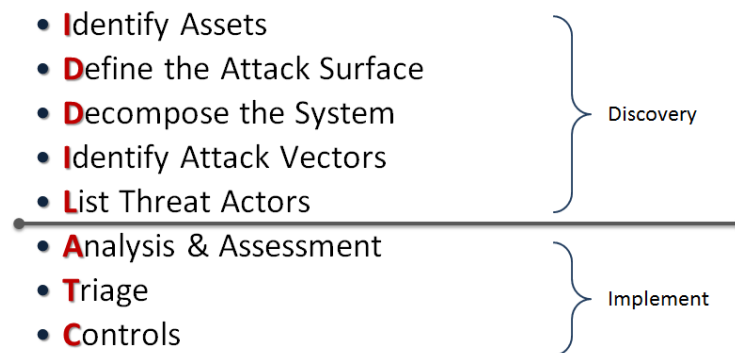 • Identify Assets
• Define the Attack Surface
• Decompose the System
• Identify Attack Vectors
• List Threat Actors
Discovery
• Analysis & Assessment
• Triage
• Controls
Implement